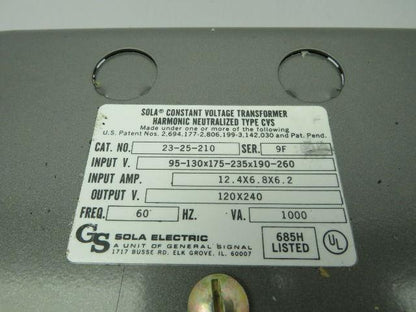 SOLA® CONSTANT VOLTAGE TRANSFORMER
HARMONIC NEUTRALIZED TYPE CVS
Made under one or more of the following
U.S. Patent Nos. 2,694,177-2,806,199-3,142,030 and Pat. Pend.
CAT. NO. 23-25-210 SER. 9F
INPUT V. 95-130x175-235x190-260
INPUT AMP. 12.4X6.8X6.2
OUTPUT V. 120X240
FREQ. 60 HZ. VA. 1000
GS SOLA ELECTRIC
A UNIT OF GENERAL SIGNAL
1717 BUSSE RD. ELK GROVE, IL. 60007
685H
LISTED
UL